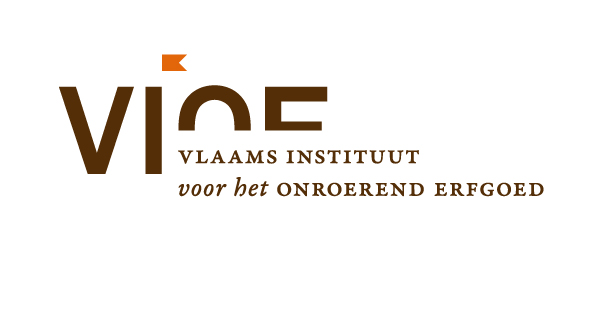 VIOE
VLAAMS INSTITUUT
voor het ONROEREND ERFGOED